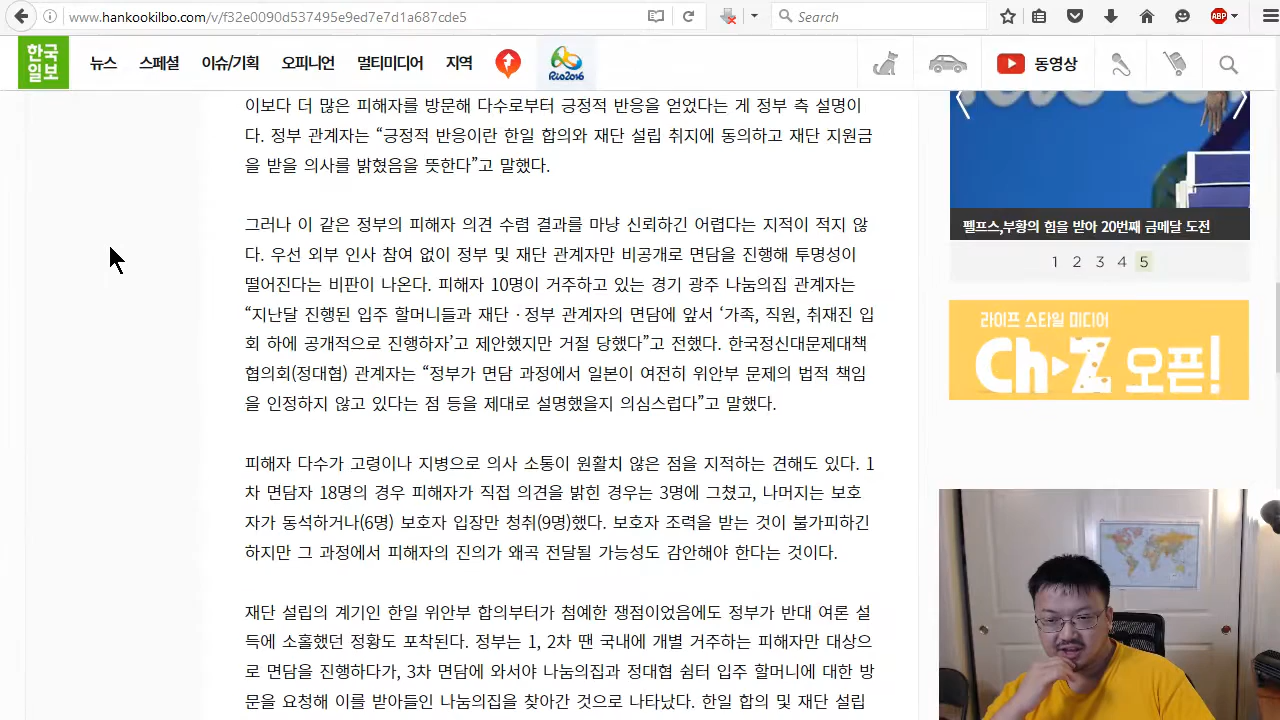 www.hankookilbo.com/v/f32e0090d537495e9ed7e7d1a687cde5
Search
ABP
한국
일보
뉴스
스페셜
이슈/기획
오피니언
멀티미디어
지역
Rio2016
동영상
이보다 더 많은 피해자를 방문해 다수로부터 긍정적 반응을 얻었다는 게 정부 측 설명이
다. 정부 관계자는 “긍정적 반응이란 한일 합의와 재단 설립 취지에 동의하고 재단 지원금
을 받을 의사를 밝혔음을 뜻한다”고 말했다.
그러나 이 같은 정부의 피해자 의견 수렴 결과를 마냥 신뢰하긴 어렵다는 지적이 적지 않
다. 우선 외부 인사 참여 없이 정부 및 재단 관계자만 비공개로 면담을 진행해 투명성이
떨어진다는 비판이 나온다. 피해자 10명이 거주하고 있는 경기 광주 나눔의집 관계자는
“지난달 진행된 입주 할머니들과 재단ㆍ정부 관계자의 면담에 앞서 ‘가족, 직원, 취재진 입
회 하에 공개적으로 진행하자’고 제안했지만 거절 당했다”고 전했다. 한국정신대문제대책
협의회(정대협) 관계자는 “정부가 면담 과정에서 일본이 여전히 위안부 문제의 법적 책임
을 인정하지 않고 있다는 점 등을 제대로 설명했을지 의심스럽다”고 말했다.
피해자 다수가 고령이나 지병으로 의사 소통이 원활치 않은 점을 지적하는 견해도 있다. 1
차 면담자 18명의 경우 피해자가 직접 의견을 밝힌 경우는 3명에 그쳤고, 나머지는 보호
자가 동석하거나(6명) 보호자 입장만 청취(9명)했다. 보호자 조력을 받는 것이 불가피하긴
하지만 그 과정에서 피해자의 진의가 왜곡 전달될 가능성도 감안해야 한다는 것이다.
재단 설립의 계기인 한일 위안부 합의부터가 첨예한 쟁점이었음에도 정부가 반대 여론 설
득에 소홀했던 정황도 포착된다. 정부는 1, 2차 땐 국내에 개별 거주하는 피해자만 대상으
로 면담을 진행하다가, 3차 면담에 와서야 나눔의집과 정대협 쉼터 입주 할머니에 대한 방
문을 요청해 이를 받아들인 나눔의집을 찾아간 것으로 나타났다. 한일 합의 및 재단 설립
펠프스,부황의 힘을 받아 20번째 금메달 도전
1 2 3 4 5
라이프 스타일 미디어
Ch▶Z 오픈!